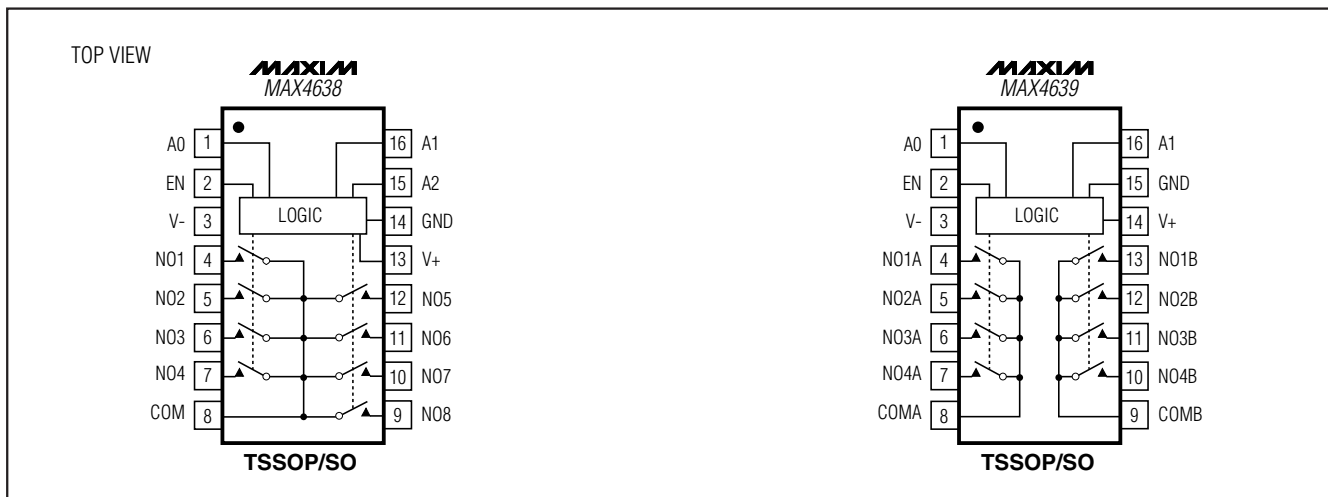 TOP VIEW
MAXIM
MAX4638
A0 1
16 A1
EN 2
15 A2
LOGIC
V- 3
14 GND
NO1 4
13 V+
NO2 5
12 NO5
NO3 6
11 NO6
NO4 7
10 NO7
COM 8
9 NO8
TSSOP/SO
MAXIM
MAX4639
A0 1
16 A1
EN 2
15 GND
LOGIC
V- 3
14 V+
NO1A 4
13 NO1B
NO2A 5
12 NO2B
NO3A 6
11 NO3B
NO4A 7
10 NO4B
COMA 8
9 COMB
TSSOP/SO